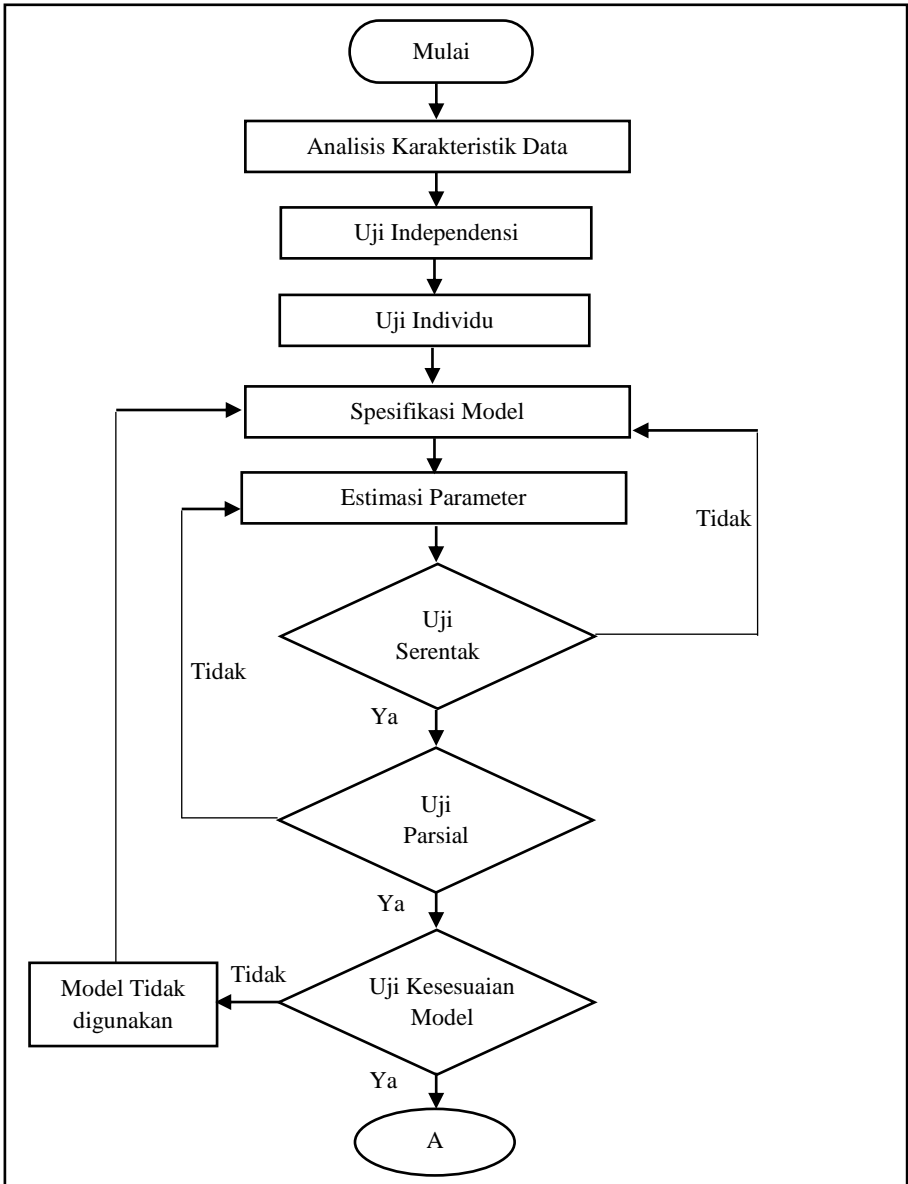 Mulai
Analisis Karakteristik Data
Uji Independensi
Uji Individu
Spesifikasi Model
Estimasi Parameter
Tidak
Uji
Serentak
Tidak
Ya
Uji
Parsial
Ya
Tidak
Model Tidak
digunakan
Uji Kesesuaian
Model
Ya
A